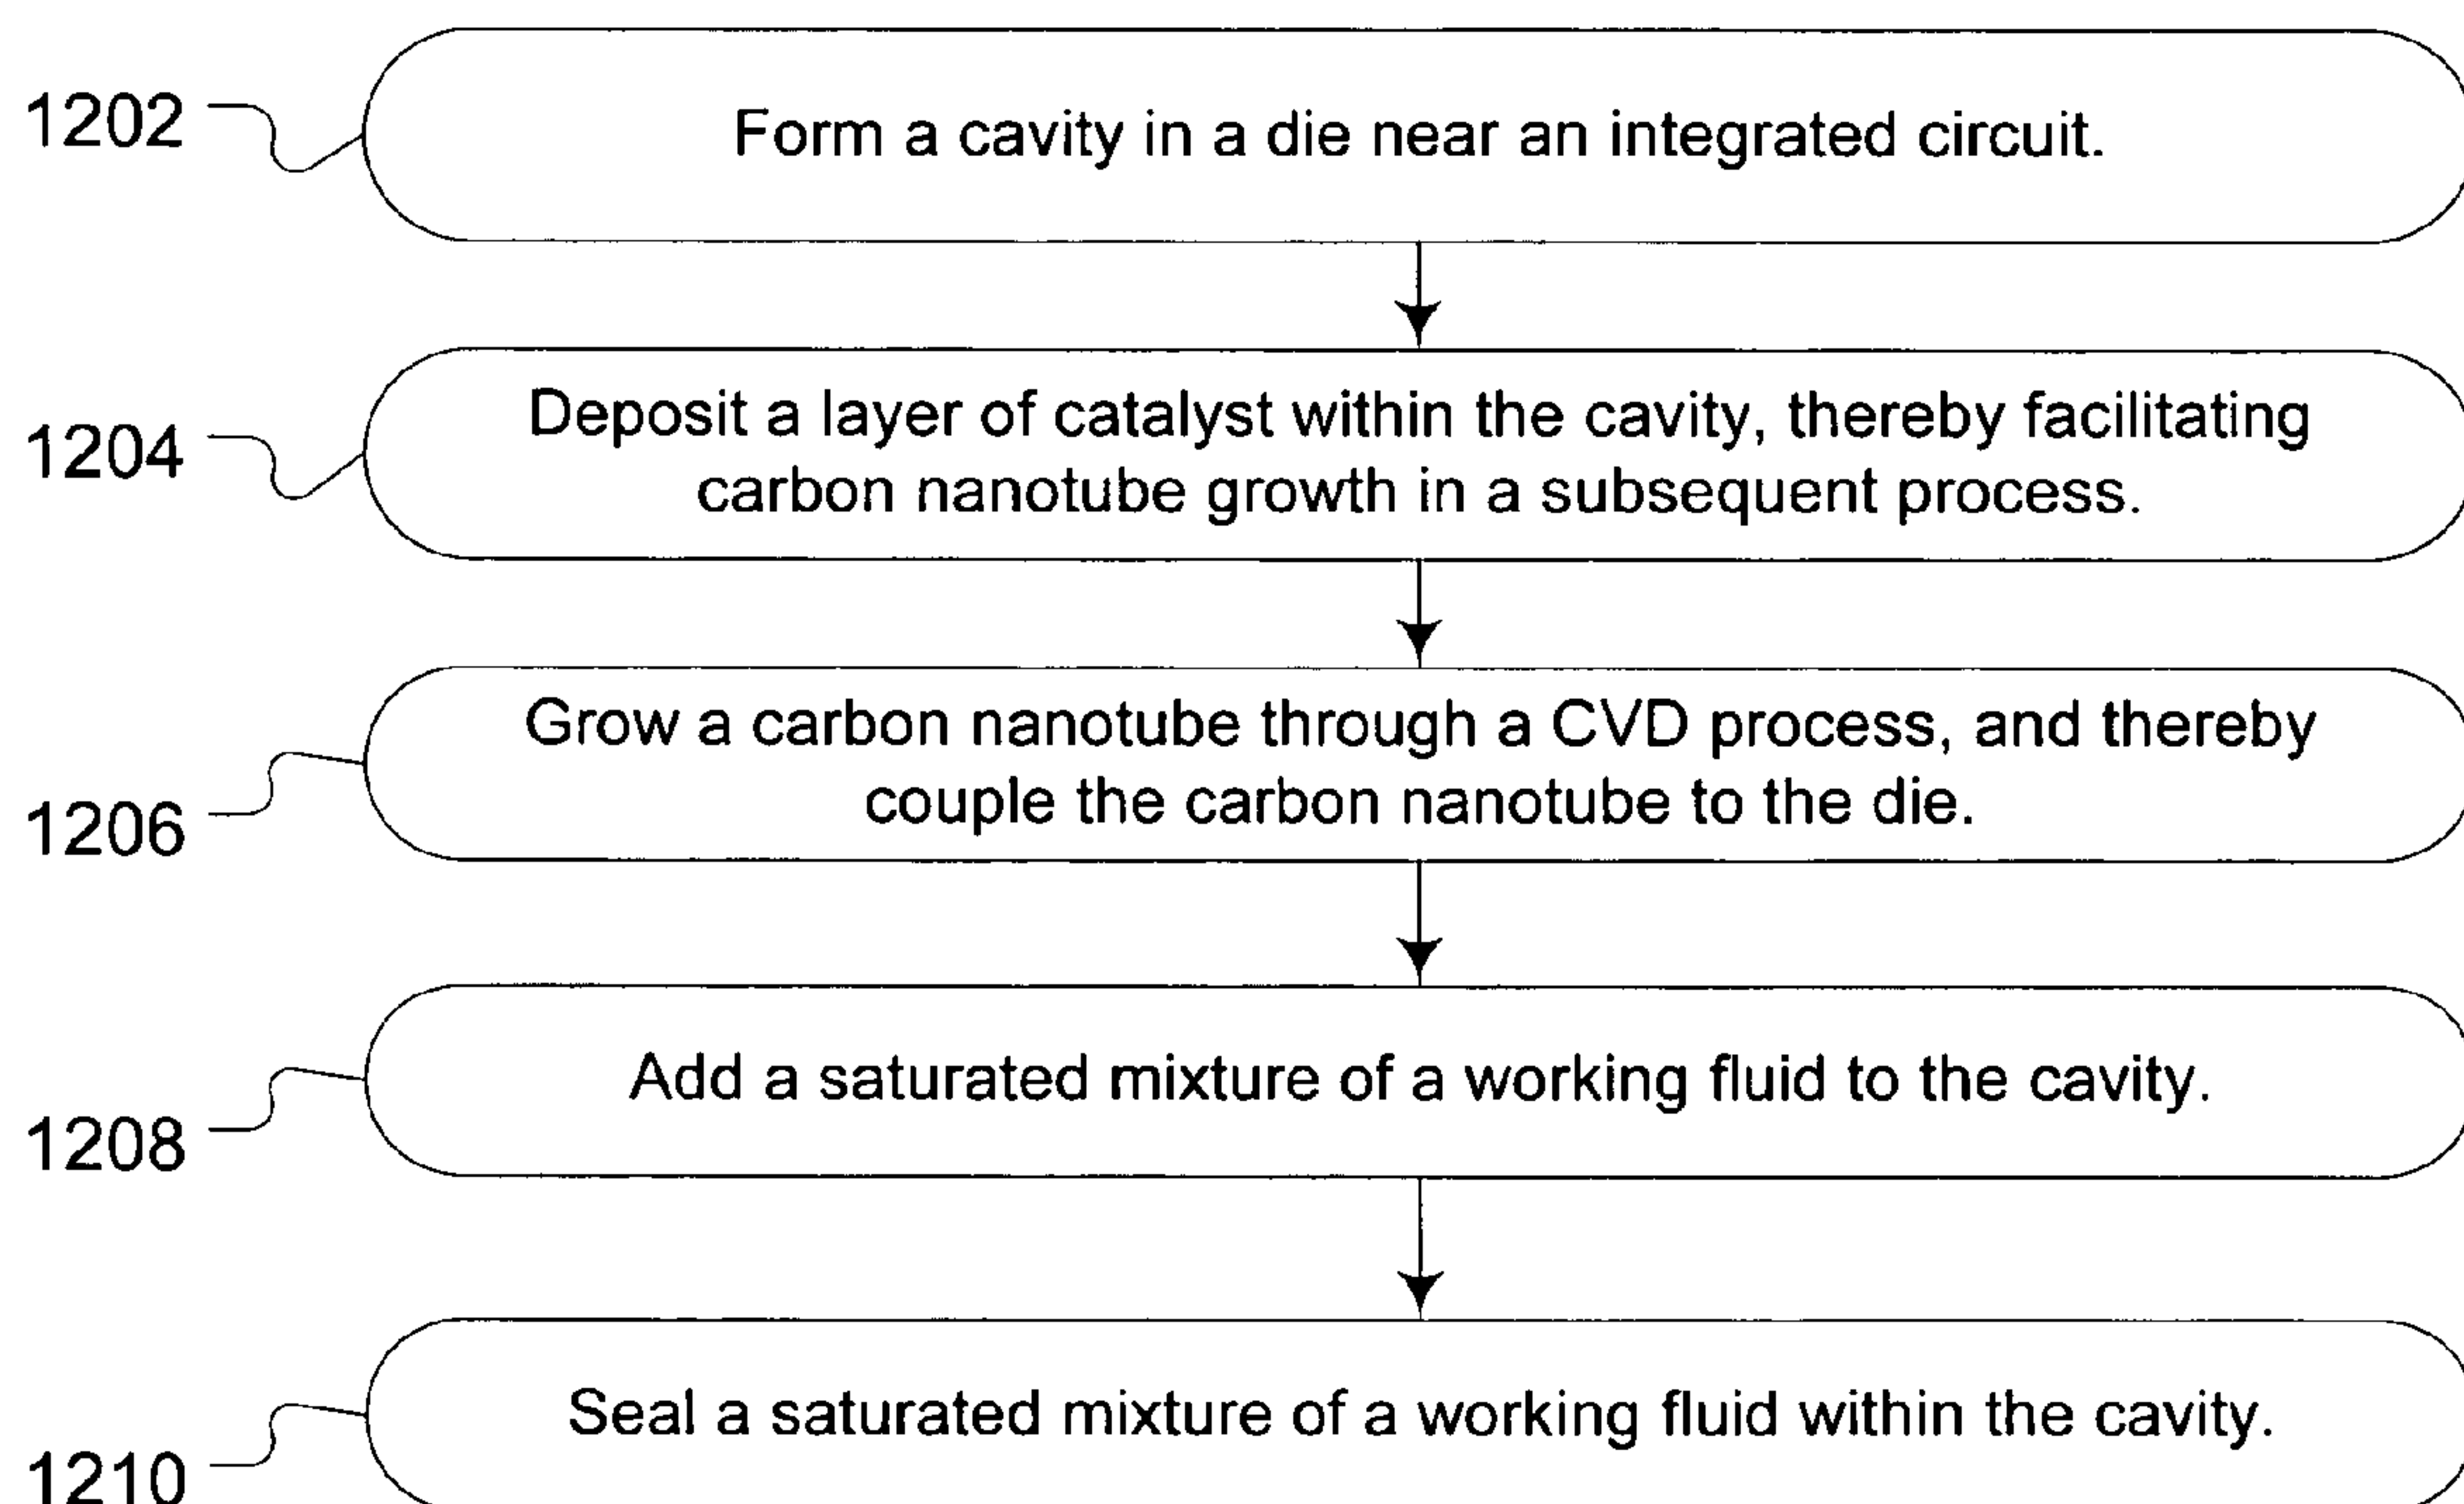 1202
Form a cavity in a die near an integrated circuit.
1204
Deposit a layer of catalyst within the cavity, thereby facilitating
carbon nanotube growth in a subsequent process.
1206
Grow a carbon nanotube through a CVD process, and thereby
couple the carbon nanotube to the die.
1208
Add a saturated mixture of a working fluid to the cavity.
1210
Seal a saturated mixture of a working fluid within the cavity.